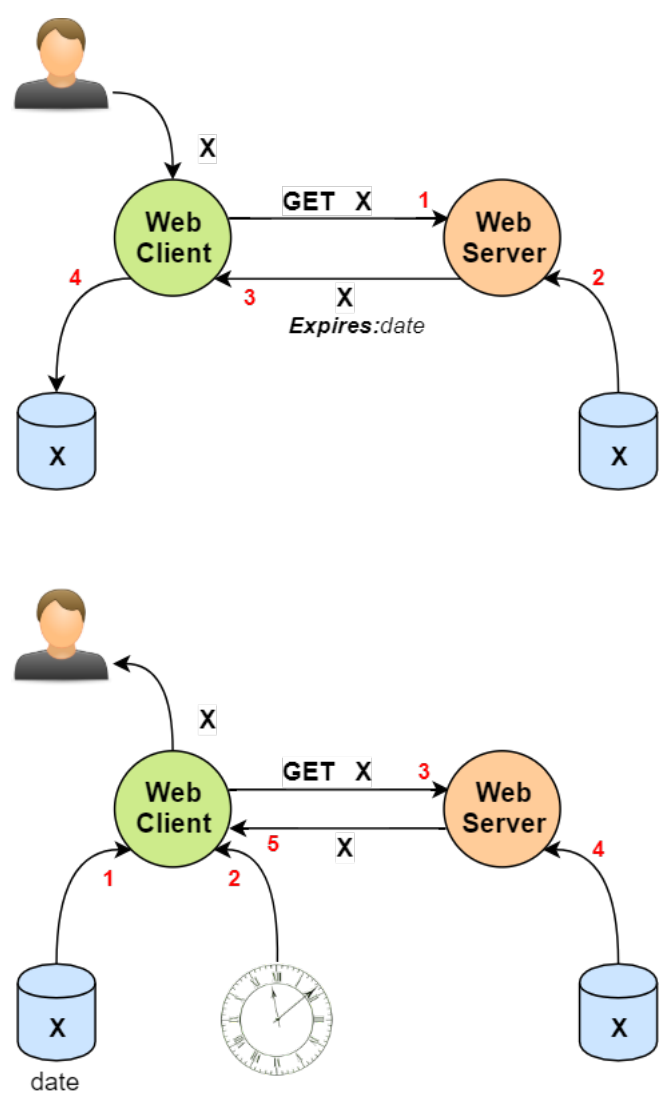 X
GET X 1
Web
Client
Web
Server
4
3
X
2
Expires:date
X
X
X
GET X 3
Web
Client
Web
Server
5
X
4
1
2
XII
X
X
date